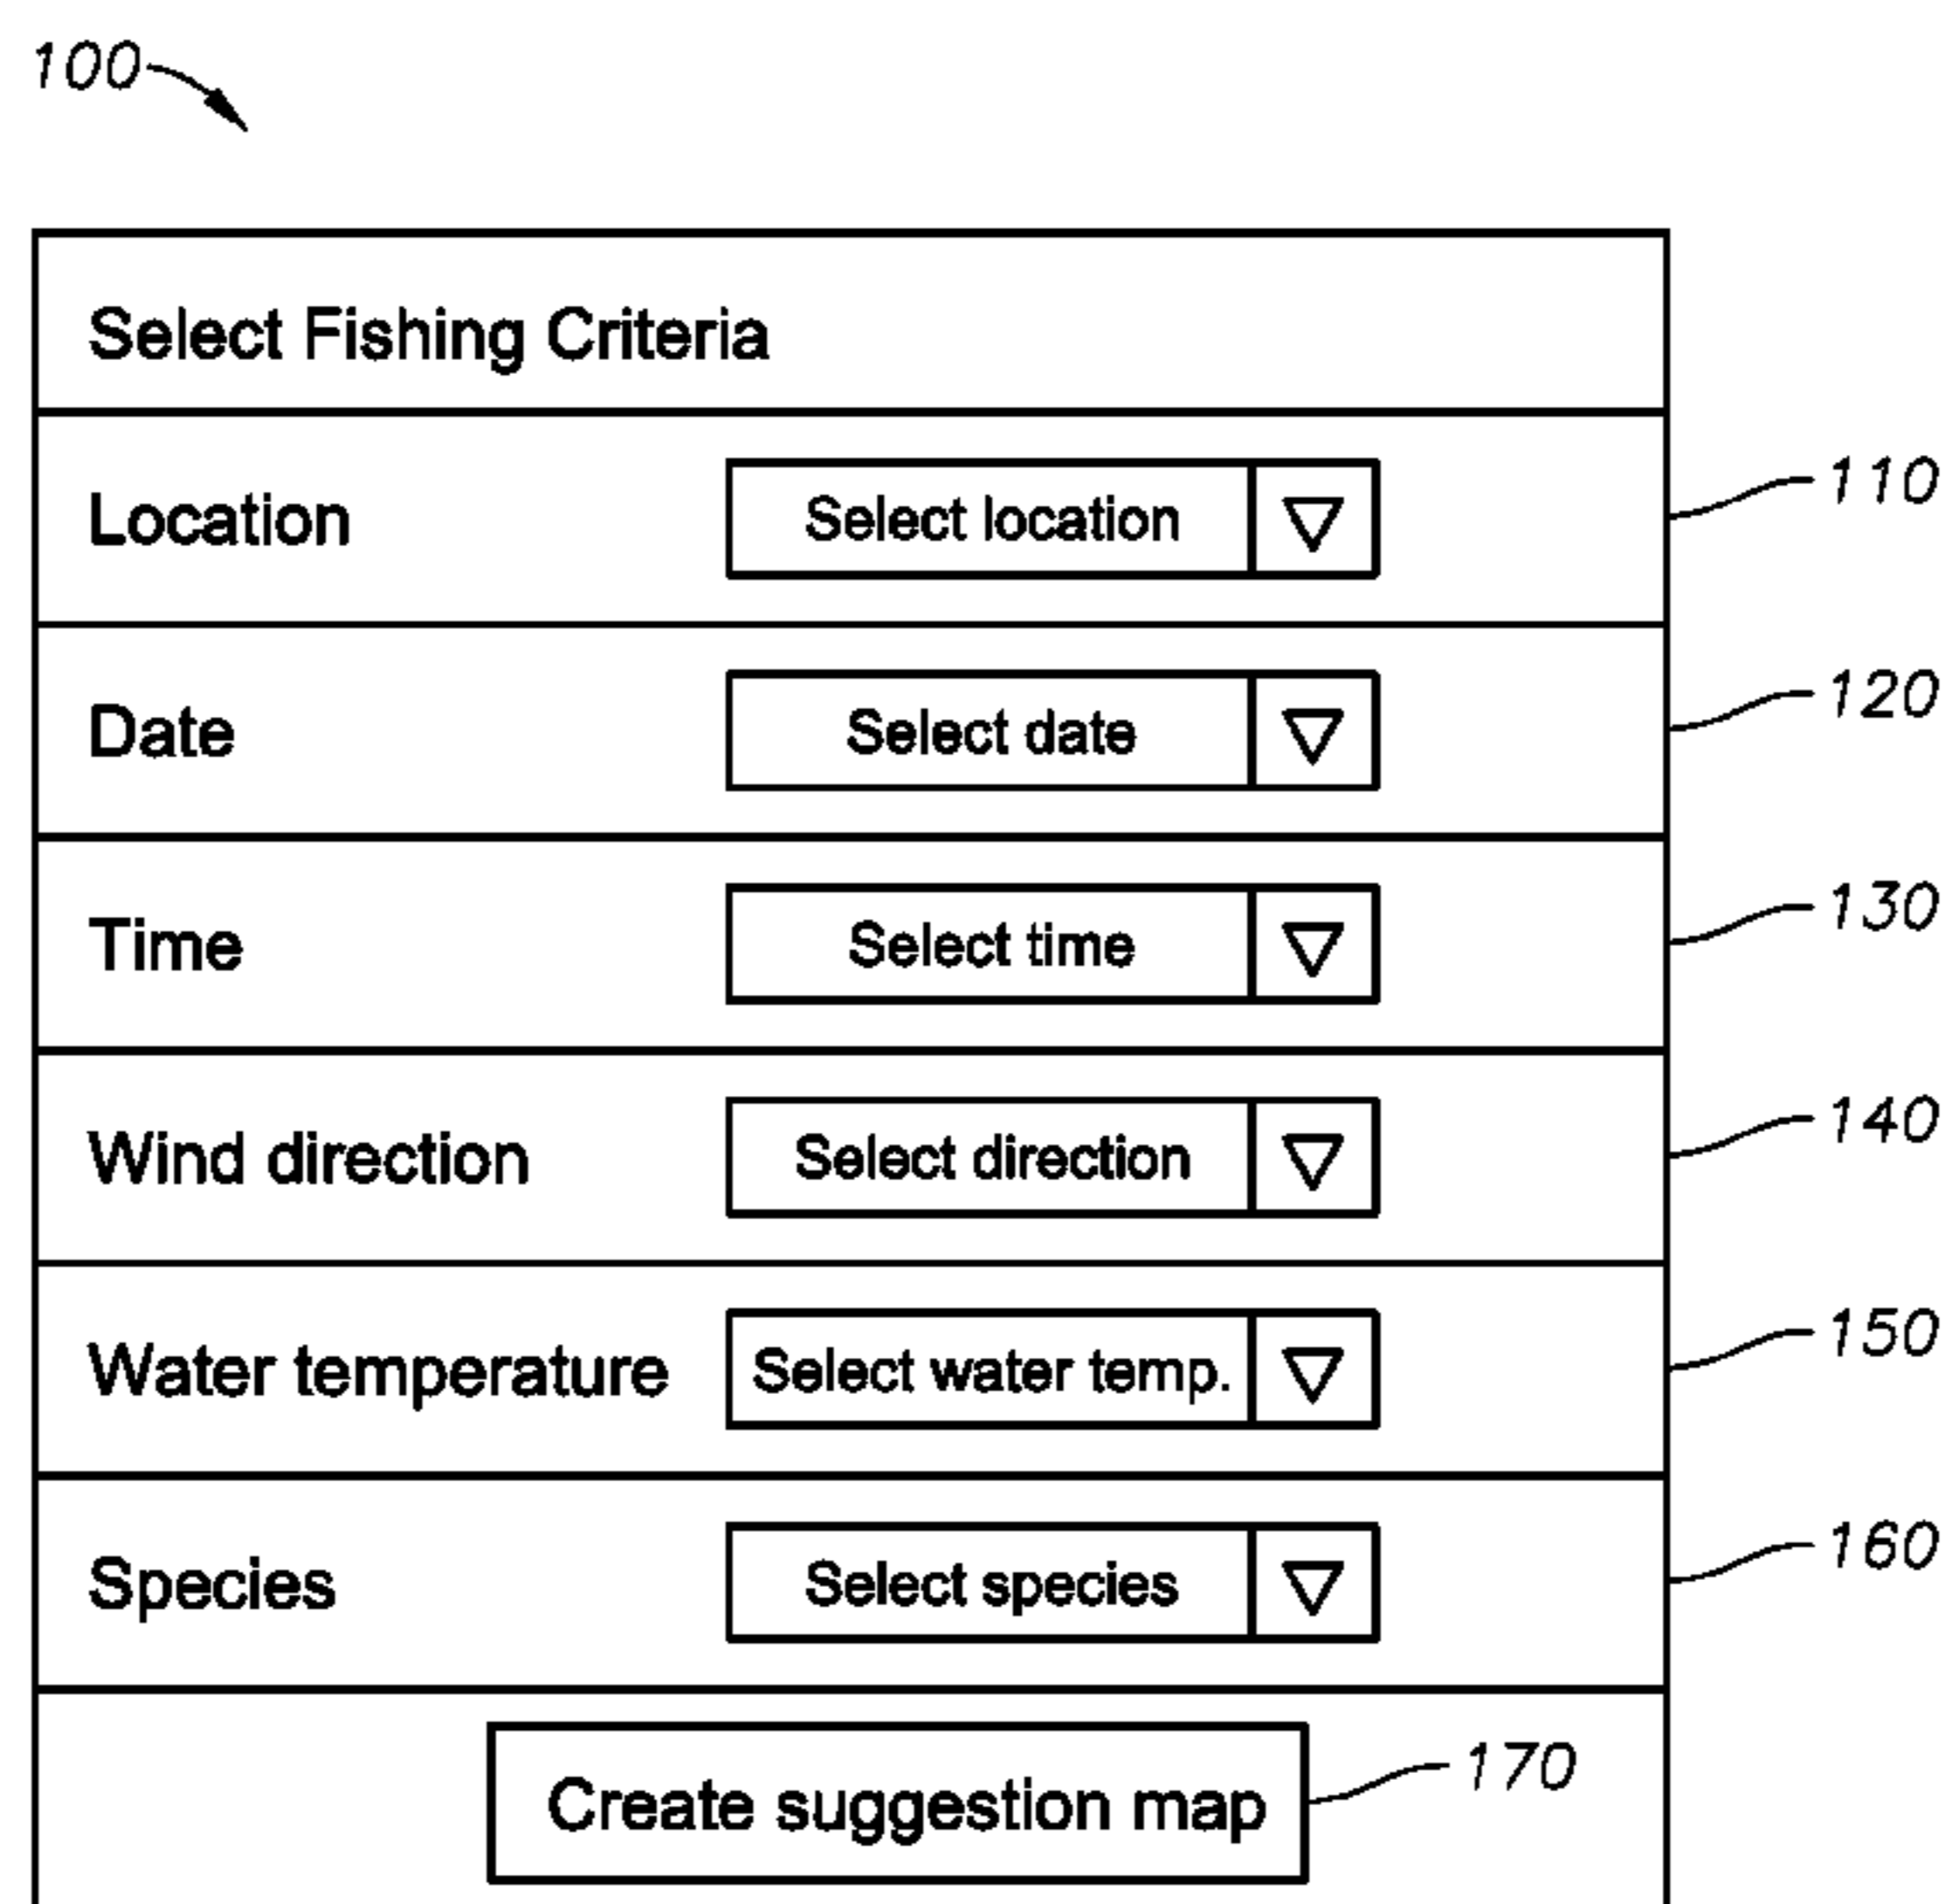 100
Select Fishing Criteria
Location Select location 110
Date Select date 120
Time Select time 130
Wind direction Select direction 140
Water temperature Select water temp. 150
Species Select species 160
Create suggestion map 170